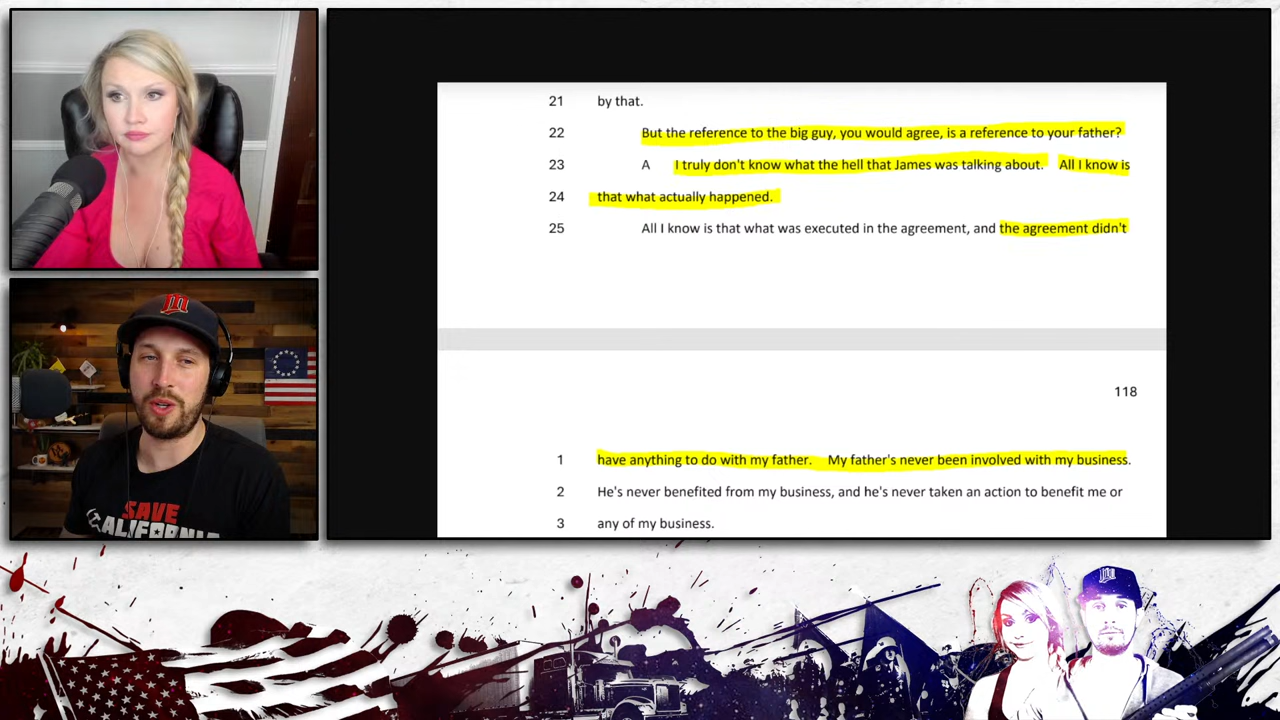 21 by that.
22 But the reference to the big guy, you would agree, is a reference to your father?
23 A I truly don't know what the hell that James was talking about. All I know is
24 that what actually happened.
25 All I know is that what was executed in the agreement, and the agreement didn't
118
1 have anything to do with my father. My father's never been involved with my business.
2 He's never benefited from my business, and he's never taken an action to benefit me or
3 any of my business.
SAVE
CALIFORNIA